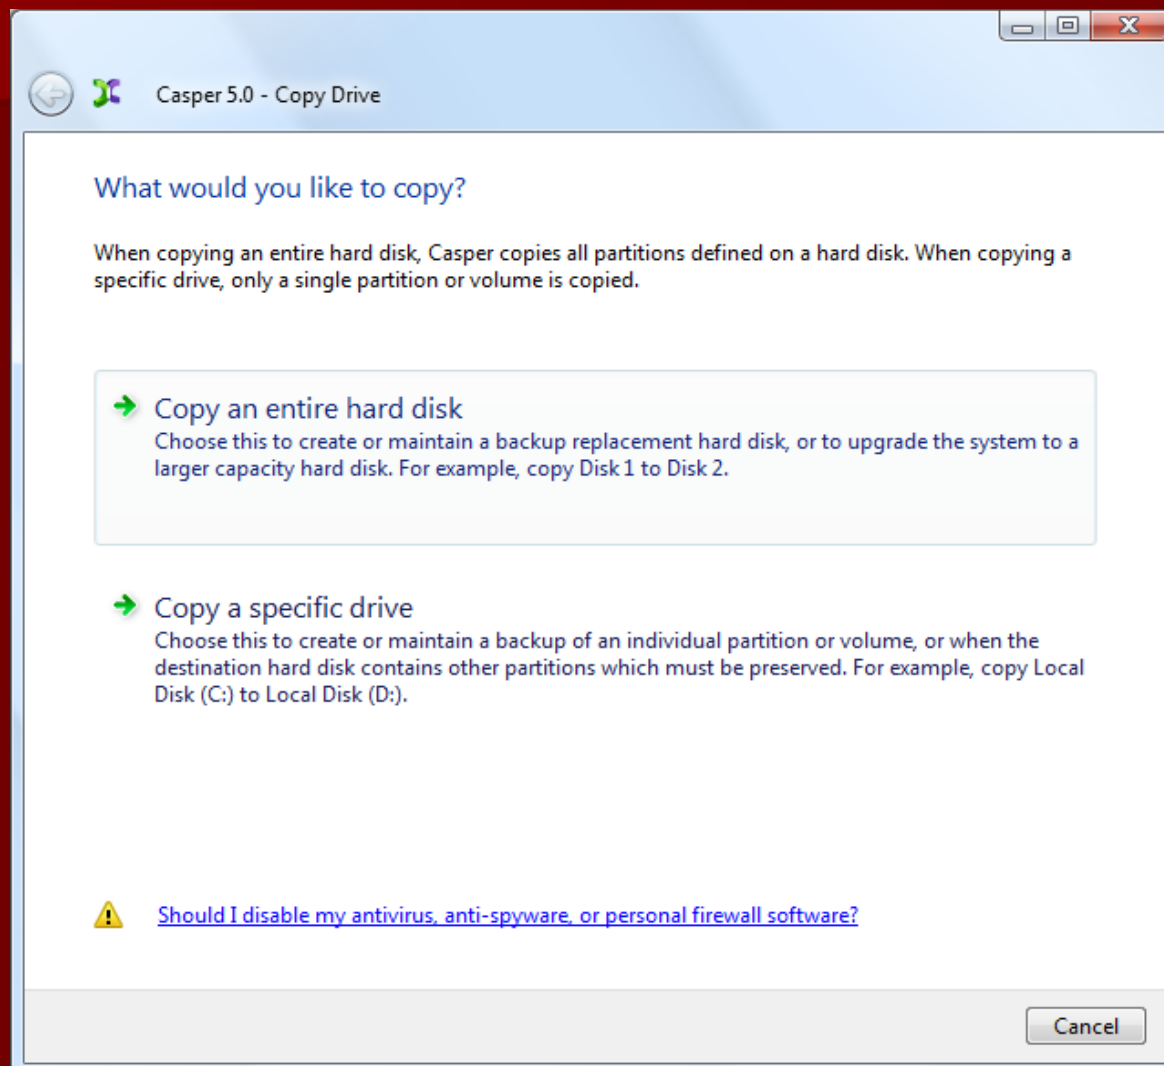 Casper 5.0 - Copy Drive
What would you like to copy?
When copying an entire hard disk, Casper copies all partitions defined on a hard disk. When copying a
specific drive, only a single partition or volume is copied.
Copy an entire hard disk
Choose this to create or maintain a backup replacement hard disk, or to upgrade the system to a
larger capacity hard disk. For example, copy Disk 1 to Disk 2.
Copy a specific drive
Choose this to create or maintain a backup of an individual partition or volume, or when the
destination hard disk contains other partitions which must be preserved. For example, copy Local
Disk (C:) to Local Disk (D:).
Should I disable my antivirus, anti-spyware, or personal firewall software?
Cancel